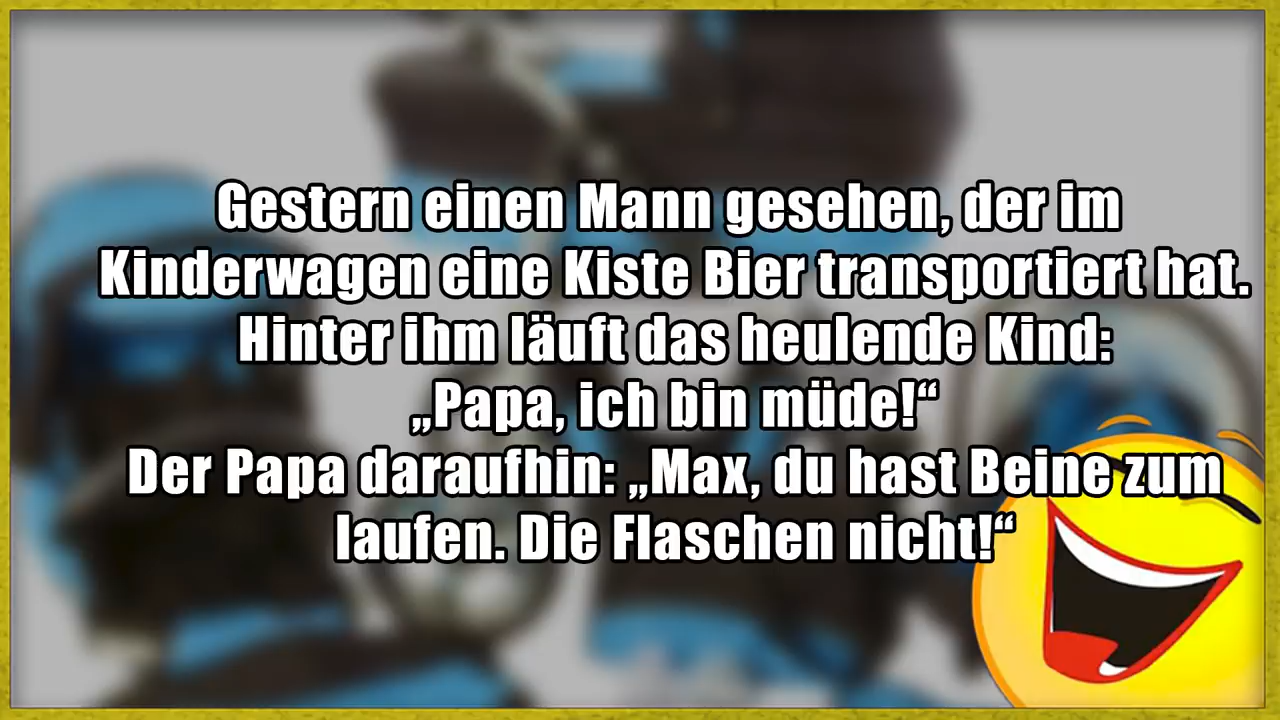 Gestern einen Mann gesehen, der im
Kinderwagen eine Kiste Bier transportiert hat.
Hinter ihm läuft das heulende Kind:
„Papa, ich bin müde!“
Der Papa daraufhin: „Max, du hast Beine zum
laufen. Die Flaschen nicht!“